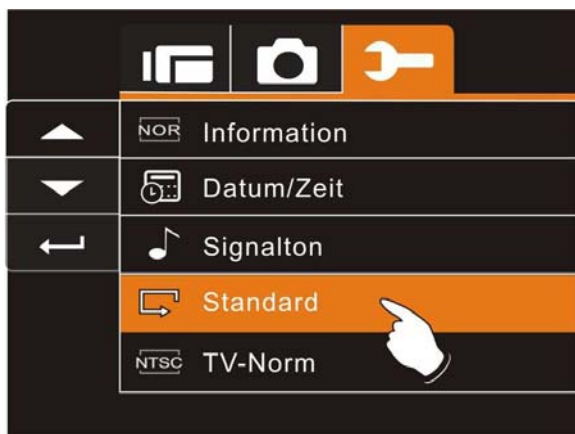 NOR Information
Datum/Zeit
Signalton
Standard
NTSC TV-Norm